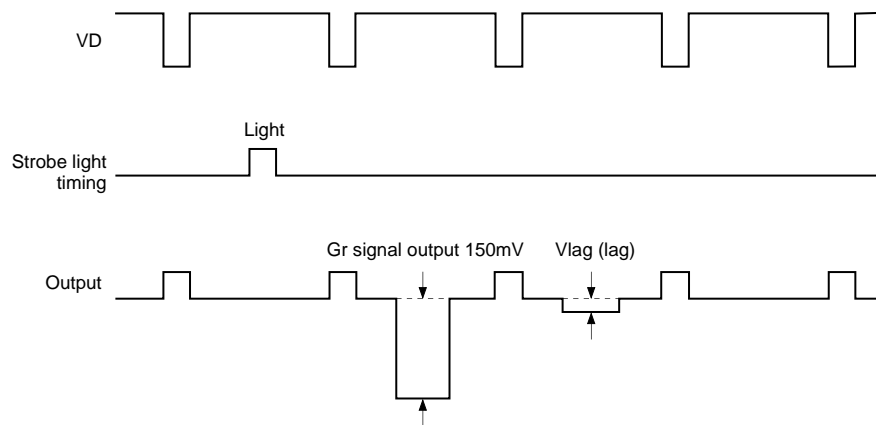 VD
Light
Strobe light
timing
Gr signal output 150mV
Vlag (lag)
Output